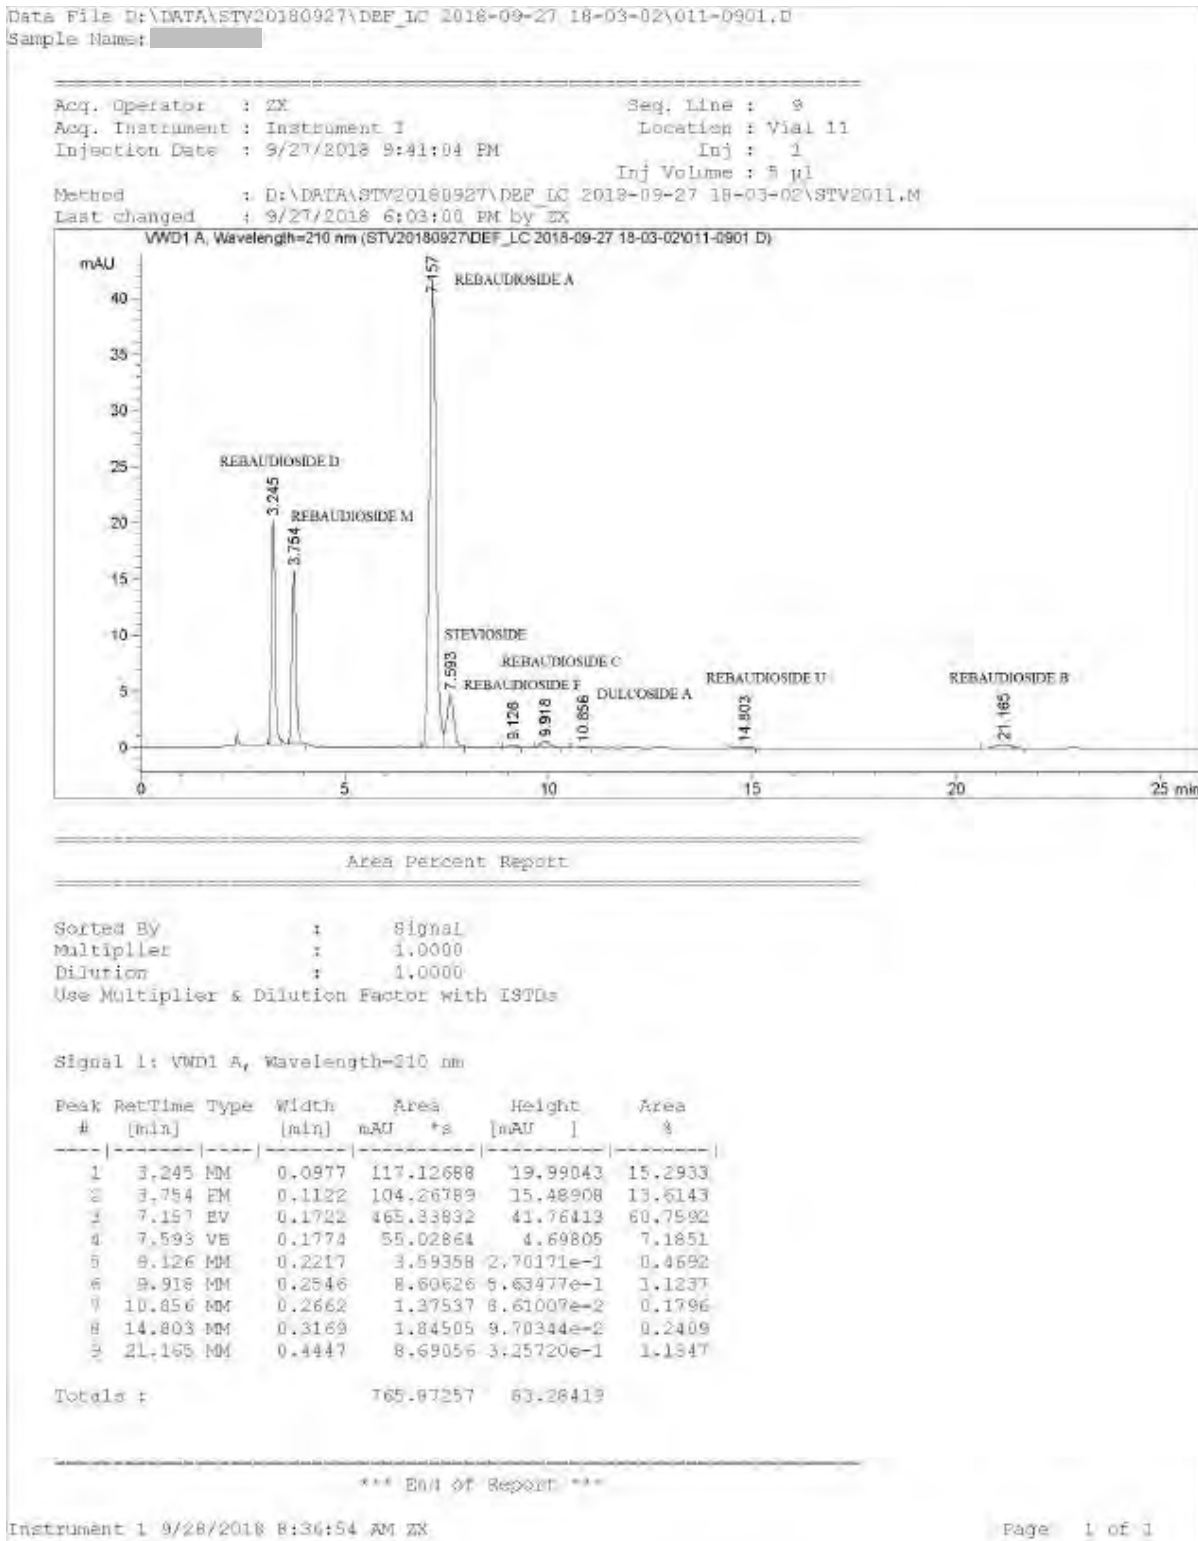 Data File D:\DATA\STV20180927\DEF_LC 2018-09-27 18-03-02\011-0901.D
Sample Name:
Acq. Operator : ZX Seq. Line : 9
Acq. Instrument : Instrument 1 Location : Vial 11
Injection Date : 9/27/2018 9:41:04 PM Inj : 1
Inj Volume : 5 µl
Method : D:\DATA\STV20180927\DEF_LC 2018-09-27 18-03-02\STV2011.M
Last changed : 9/27/2018 6:03:00 PM by ZX
VWD1 A, Wavelength=210 nm (STV20180927\DEF_LC 2018-09-27 18-03-02\011-0901.D)
mAU
7.157
REBAUDIOSIDE A
40
35
30
25
REBAUDIOSIDE D
3.245
20
REBAUDIOSIDE M
3.754
15
10
STEVIOSIDE
7.593
REBAUDIOSIDE C
REBAUDIOSIDE F
DULCOSIDE A
REBAUDIOSIDE U
REBAUDIOSIDE B
5
9.126
9.918
10.856
14.803
21.165
0
0 5 10 15 20 25 min
Area Percent Report
Sorted By : Signal
Multiplier : 1.0000
Dilution : 1.0000
Use Multiplier & Dilution Factor with ISTDs
Signal 1: VWD1 A, Wavelength=210 nm
Peak RetTime Type Width Area Height Area
# [min] [min] mAU *s [mAU ] %
----|-------|----|-------|----------|----------|--------|
1 3.245 MM 0.0977 117.12688 19.99043 15.2933
2 3.754 FM 0.1122 104.26789 15.48908 13.6143
3 7.157 BV 0.1722 465.33832 41.76413 60.7592
4 7.593 VB 0.1774 55.02864 4.69805 7.1851
5 9.126 MM 0.2217 3.59358 2.70171e-1 0.4692
6 9.918 MM 0.2546 8.60626 5.63477e-1 1.1237
7 10.856 MM 0.2662 1.37537 8.61007e-2 0.1796
8 14.803 MM 0.3169 1.84505 9.70344e-2 0.2409
9 21.165 MM 0.4447 8.69056 3.25720e-1 1.1347
Totals : 765.87257 83.28419
*** End of Report ***
Instrument 1 9/28/2018 8:36:54 AM ZX Page 1 of 1